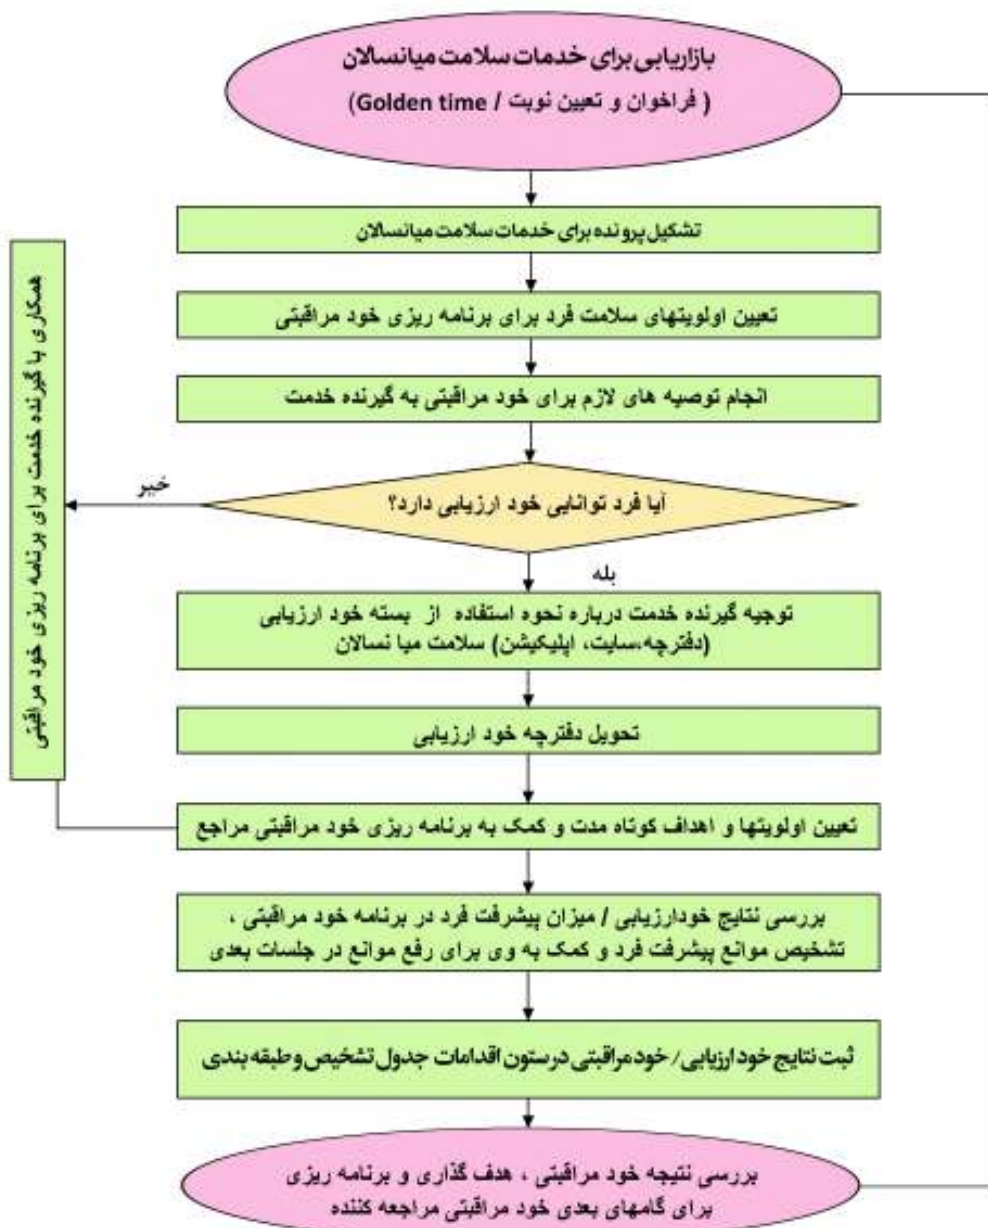 بازاریابی برای خدمات سلامت میانسالان
( فراخوان و تعیین نوبت / Golden time)
تشکیل پرونده برای خدمات سلامت میانسالان
تعیین اولویتهای سلامت فرد برای برنامه ریزی خود مراقبتی
انجام توصیه های لازم برای خود مراقبتی به گیرنده خدمت
آیا فرد توانایی خود ارزیابی دارد؟
خیر
همکاری با گیرنده خدمت برای برنامه ریزی خود مراقبتی
بله
توجیه گیرنده خدمت درباره نحوه استفاده از بسته خود ارزیابی
(دفترچه،سایت، اپلیکیشن) سلامت میا نسالان
تحویل دفترچه خود ارزیابی
تعیین اولویتها و اهداف کوتاه مدت و کمک به برنامه ریزی خود مراقبتی مراجع
بررسی نتایج خودارزیابی / میزان پیشرفت فرد در برنامه خود مراقبتی ،
تشخیص موانع پیشرفت فرد و کمک به وی برای رفع موانع در جلسات بعدی
ثبت نتایج خود ارزیابی/ خود مراقبتی در ستون اقدامات جدول تشخیص و طبقه بندی
بررسی نتیجه خود مراقبتی ، هدف گذاری و برنامه ریزی
برای گامهای بعدی خود مراقبتی مراجعه کننده